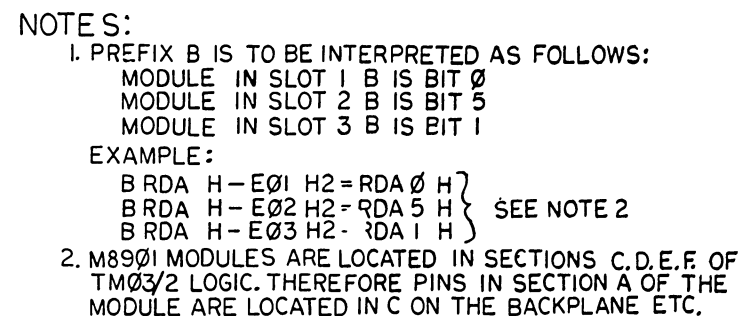 NOTES:
1. PREFIX B IS TO BE INTERPRETED AS FOLLOWS:
MODULE IN SLOT 1 B IS BIT Ø
MODULE IN SLOT 2 B IS BIT 5
MODULE IN SLOT 3 B IS BIT 1
EXAMPLE:
B RDA H-EØ1 H2=RDA Ø H
B RDA H-EØ2 H2=RDA 5 H } SEE NOTE 2
B RDA H-EØ3 H2- RDA 1 H
2. M89Ø1 MODULES ARE LOCATED IN SECTIONS C.D.E.F. OF
TMØ3/2 LOGIC. THEREFORE PINS IN SECTION A OF THE
MODULE ARE LOCATED IN C ON THE BACKPLANE ETC.